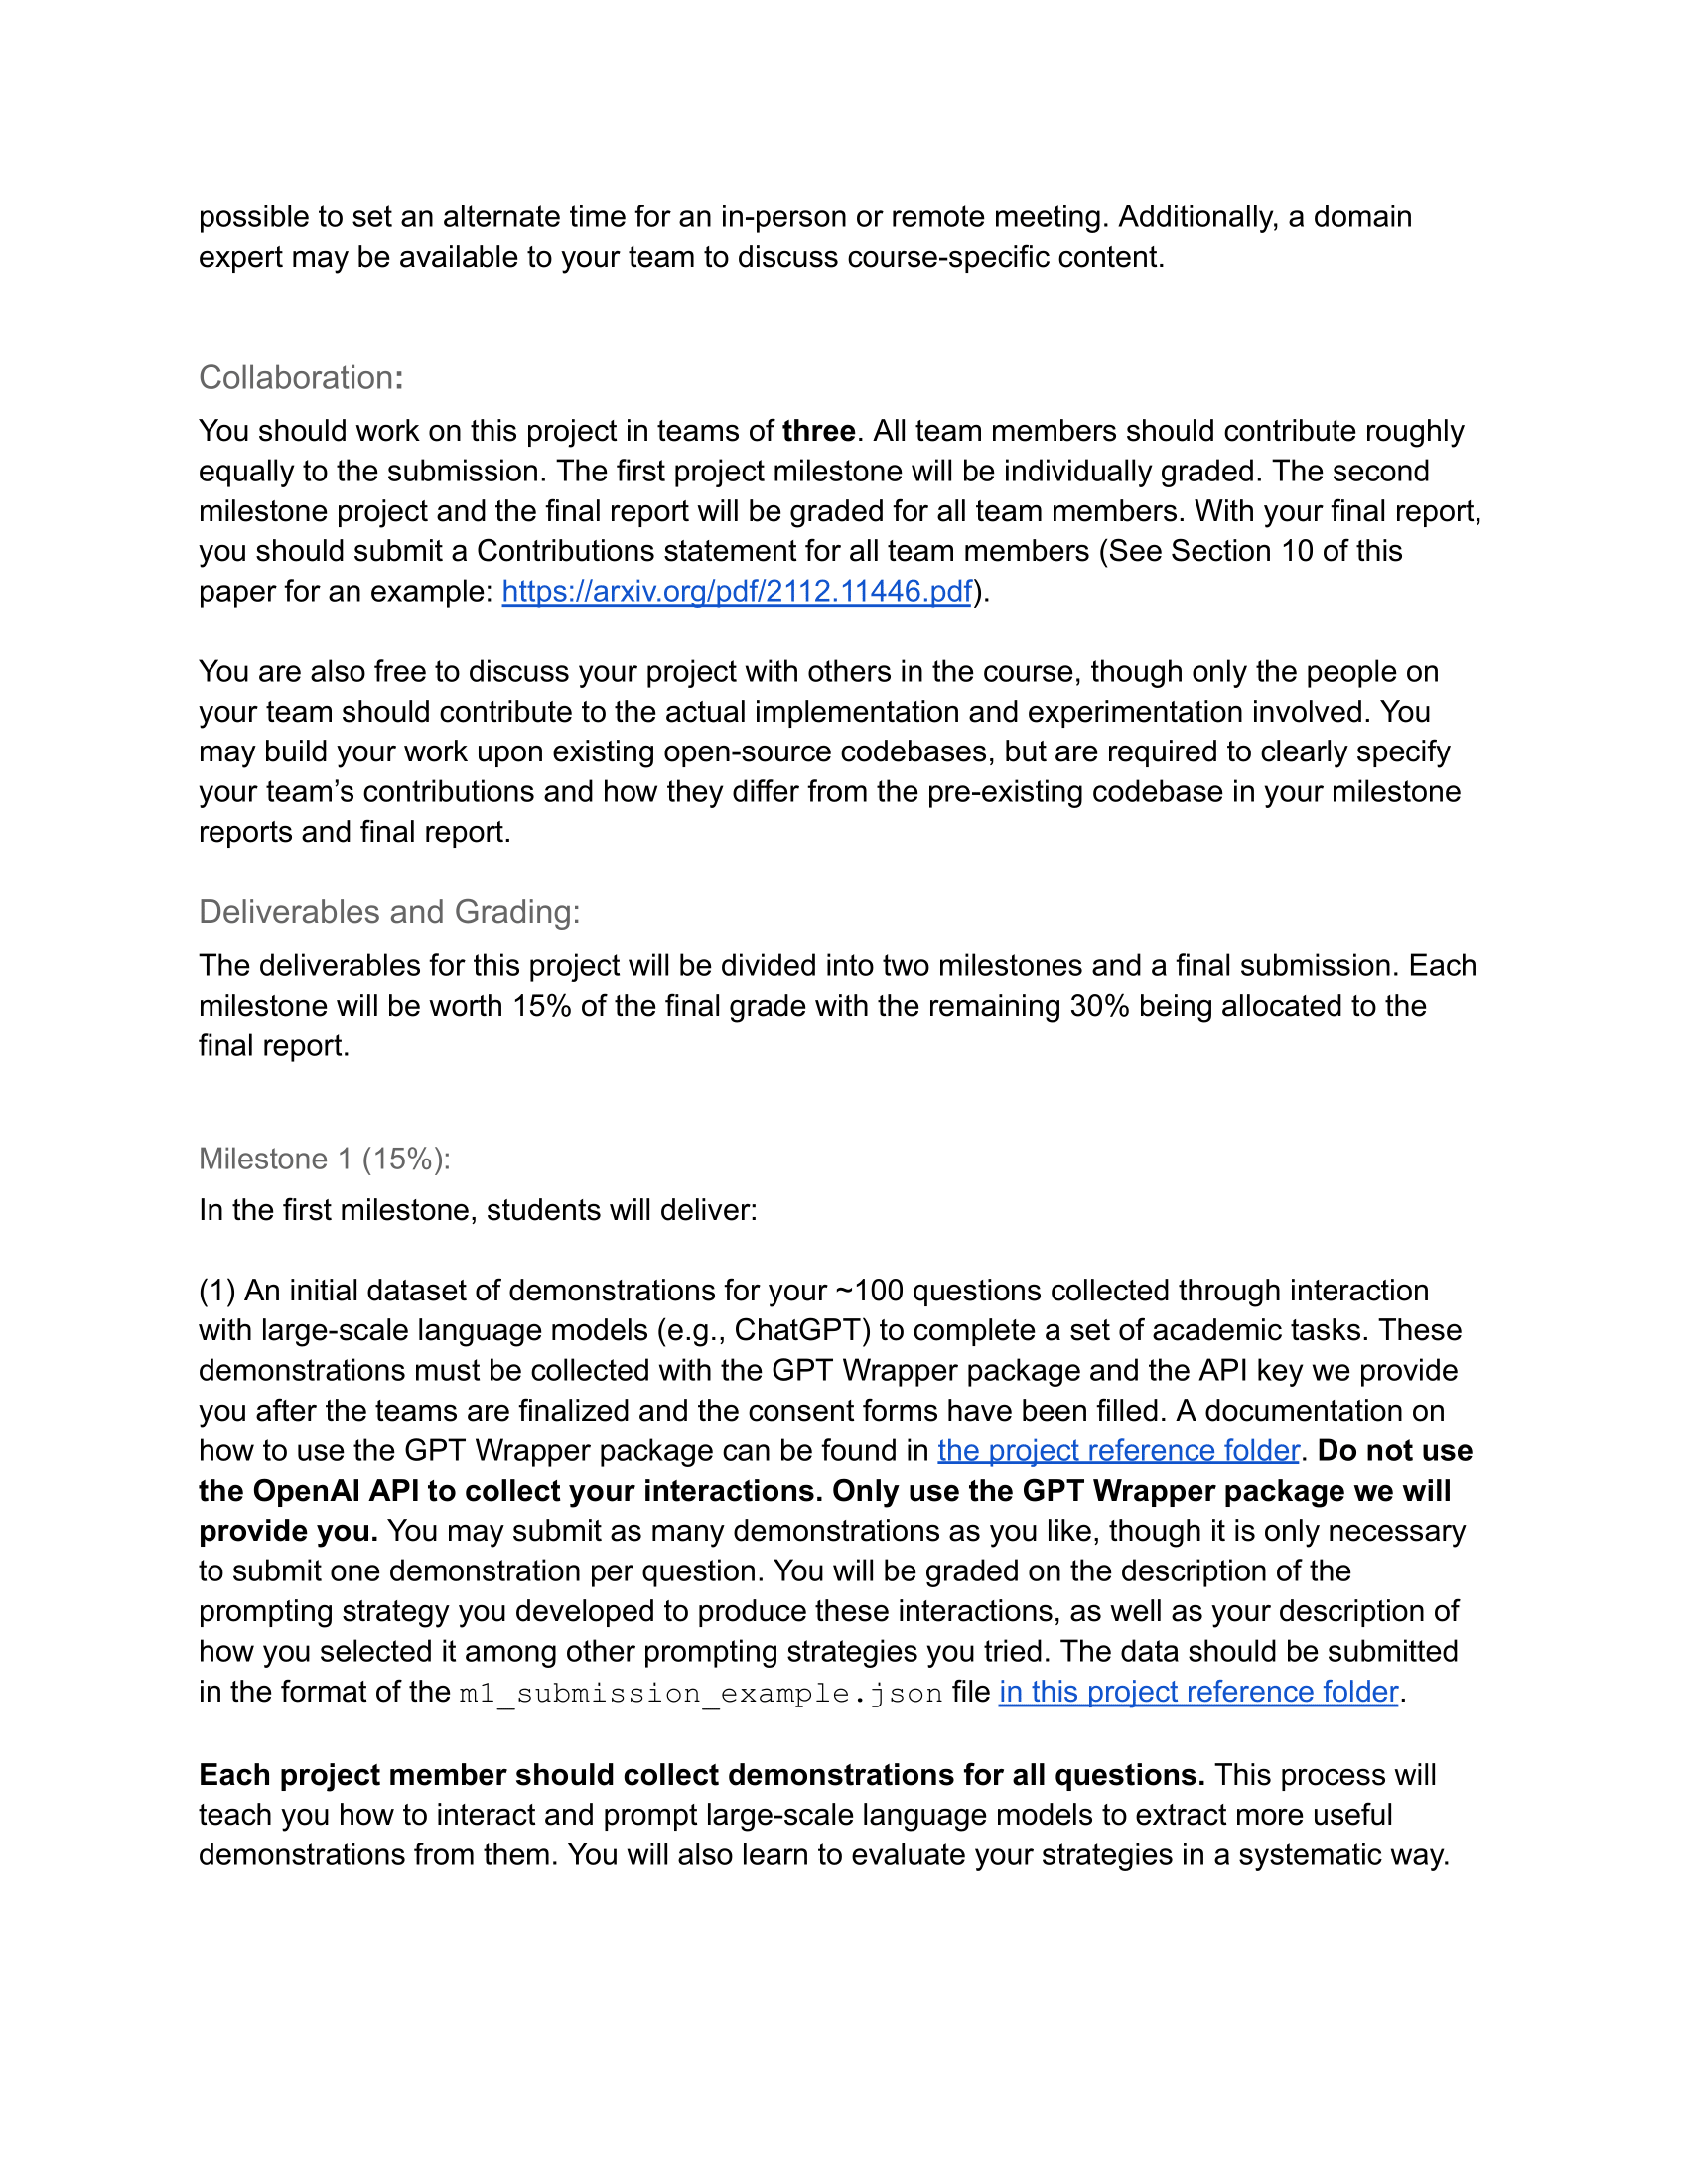 possible to set an alternate time for an in-person or remote meeting. Additionally, a domain
expert may be available to your team to discuss course-specific content.
Collaboration:
You should work on this project in teams of three. All team members should contribute roughly
equally to the submission. The first project milestone will be individually graded. The second
milestone project and the final report will be graded for all team members. With your final report,
you should submit a Contributions statement for all team members (See Section 10 of this
paper for an example: https://arxiv.org/pdf/2112.11446.pdf).
You are also free to discuss your project with others in the course, though only the people on
your team should contribute to the actual implementation and experimentation involved. You
may build your work upon existing open-source codebases, but are required to clearly specify
your team’s contributions and how they differ from the pre-existing codebase in your milestone
reports and final report.
Deliverables and Grading:
The deliverables for this project will be divided into two milestones and a final submission. Each
milestone will be worth 15% of the final grade with the remaining 30% being allocated to the
final report.
Milestone 1 (15%):
In the first milestone, students will deliver:
(1) An initial dataset of demonstrations for your ~100 questions collected through interaction
with large-scale language models (e.g., ChatGPT) to complete a set of academic tasks. These
demonstrations must be collected with the GPT Wrapper package and the API key we provide
you after the teams are finalized and the consent forms have been filled. A documentation on
how to use the GPT Wrapper package can be found in the project reference folder. Do not use
the OpenAI API to collect your interactions. Only use the GPT Wrapper package we will
provide you. You may submit as many demonstrations as you like, though it is only necessary
to submit one demonstration per question. You will be graded on the description of the
prompting strategy you developed to produce these interactions, as well as your description of
how you selected it among other prompting strategies you tried. The data should be submitted
in the format of the m1_submission_example.json file in this project reference folder.
Each project member should collect demonstrations for all questions. This process will
teach you how to interact and prompt large-scale language models to extract more useful
demonstrations from them. You will also learn to evaluate your strategies in a systematic way.